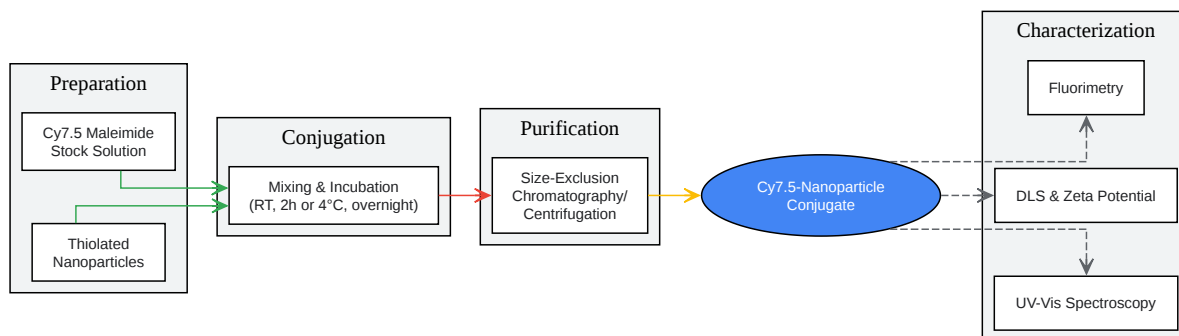 Preparation
Cy7.5 Maleimide
Stock Solution
Thiolated
Nanoparticles
Conjugation
Mixing & Incubation
(RT, 2h or 4°C, overnight)
Purification
Size-Exclusion
Chromatography/
Centrifugation
Cy7.5-Nanoparticle
Conjugate
Characterization
Fluorimetry
DLS & Zeta Potential
UV-Vis Spectroscopy